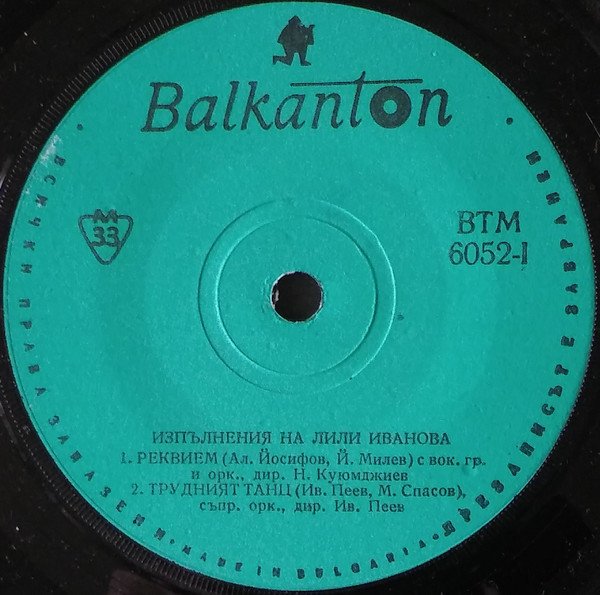 Balkanton
M
33
ВТМ
6052-I
ИЗПЪЛНЕНИЯ НА ЛИЛИ ИВАНОВА
1. РЕКВИЕМ (Ал. Йосифов, Й. Милев) с вок. гр.
и орк., дир. Н. Куюмджиев
2. ТРУДНИЯТ ТАНЦ (Ив. Пеев, М. Спасов),
съпр. орк., дир. Ив. Пеев
• ВСИЧКИ ПРАВА ЗАПАЗЕНИ • MADE IN BULGARIA • ПРЕЗАПИСЪТ Е ЗАБРАНЕН •